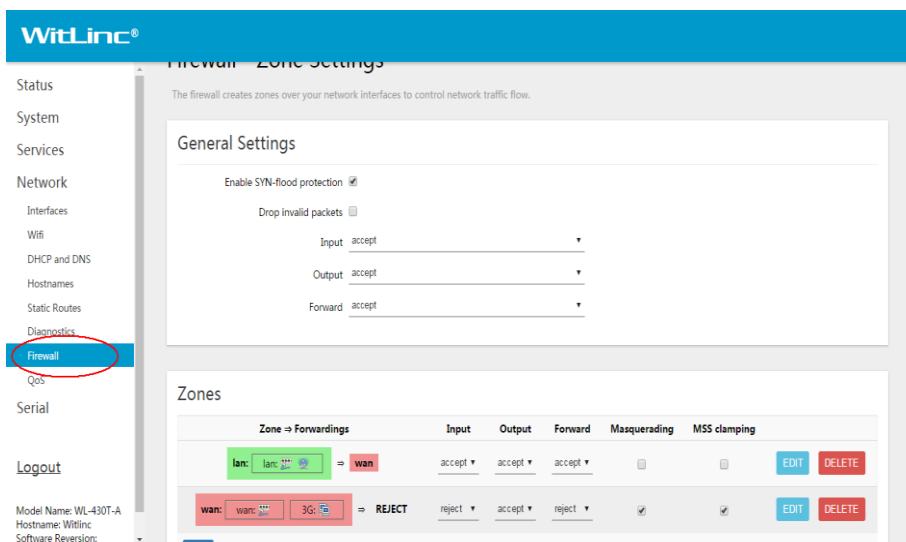 WitLinc®
Firewall - Zone Settings
The firewall creates zones over your network interfaces to control network traffic flow.
Status
System
Services
Network
Interfaces
Wifi
DHCP and DNS
Hostnames
Static Routes
Diagnostics
Firewall
QoS
Serial
Logout
Model Name: WL-430T-A
Hostname: Witlinc
Software Reversion:
General Settings
Enable SYN-flood protection
Drop invalid packets
Input accept
Output accept
Forward accept
Zones
Zone ⇒ Forwardings Input Output Forward Masquerading MSS clamping
lan: lan: ⇒ wan accept accept accept EDIT DELETE
wan: wan: 3G: ⇒ REJECT reject accept reject EDIT DELETE